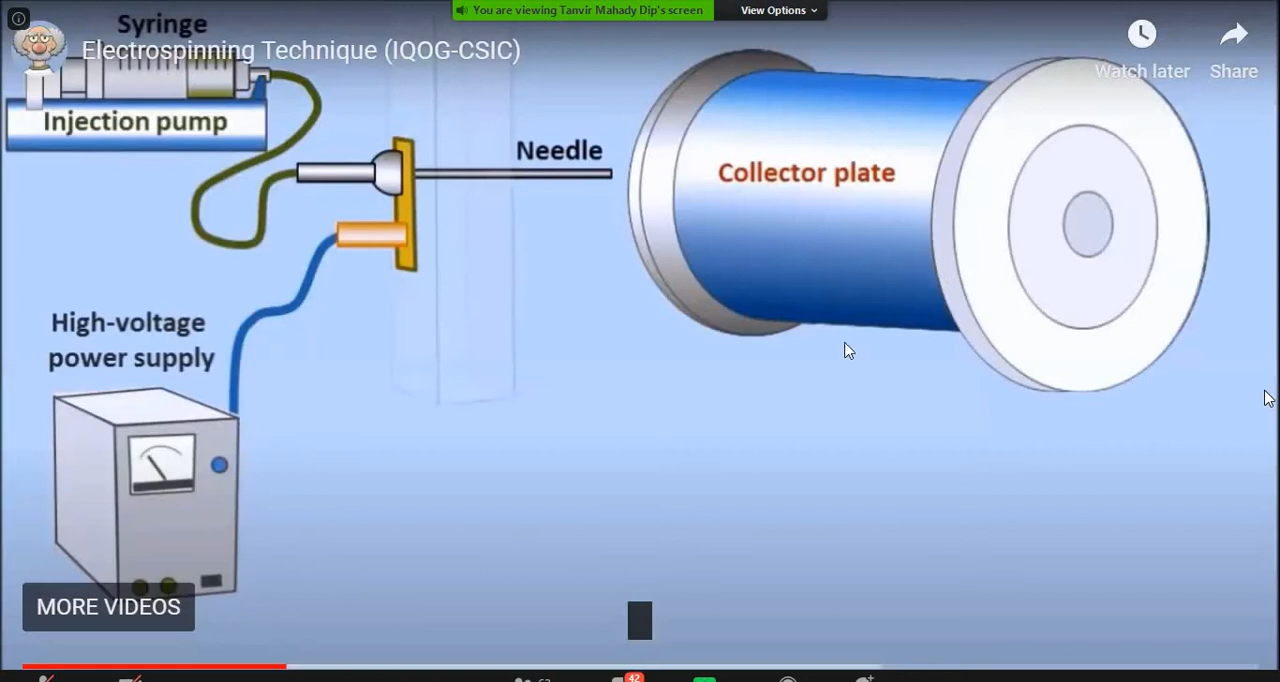 You are viewing Tanvir Mahady Dip's screen
View Options
Syringe
Electrospinning Technique (IQOG-CSIC)
Watch later
Share
Injection pump
Needle
Collector plate
High-voltage
power supply
MORE VIDEOS
42